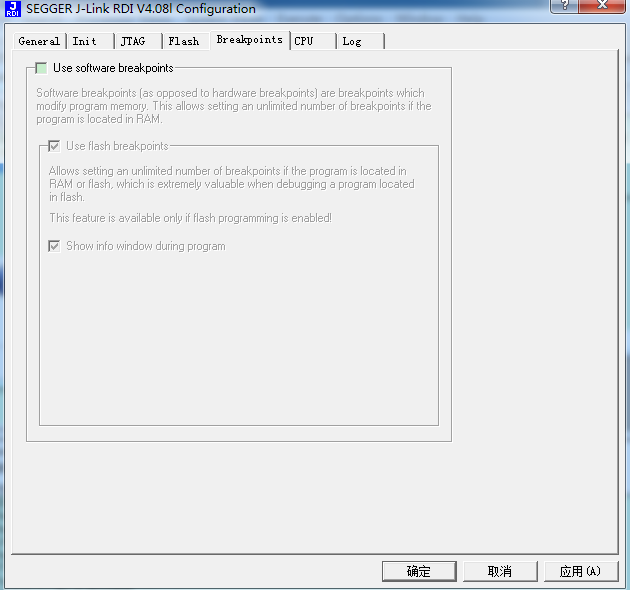 J
RDI
SEGGER J-Link RDI V4.08l Configuration
?
General Init JTAG Flash Breakpoints CPU Log
Use software breakpoints
Software breakpoints (as opposed to hardware breakpoints) are breakpoints which
modify program memory. This allows setting an unlimited number of breakpoints if the
program is located in RAM.
Use flash breakpoints
Allows setting an unlimited number of breakpoints if the program is located in
RAM or flash, which is extremely valuable when debugging a program located
in flash.
This feature is available only if flash programming is enabled!
Show info window during program
确定 取消 应用(A)